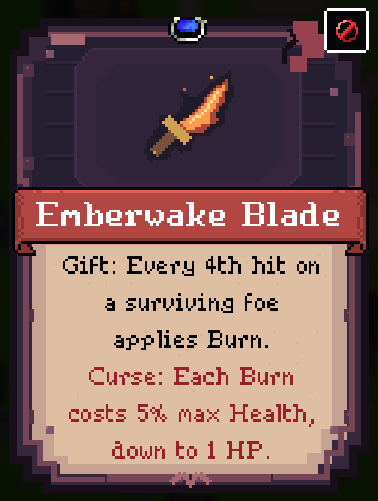 Emberwake Blade
Gift: Every 4th hit on
a surviving foe
applies Burn.
Curse: Each Burn
costs 5% max Health,
down to 1 HP.